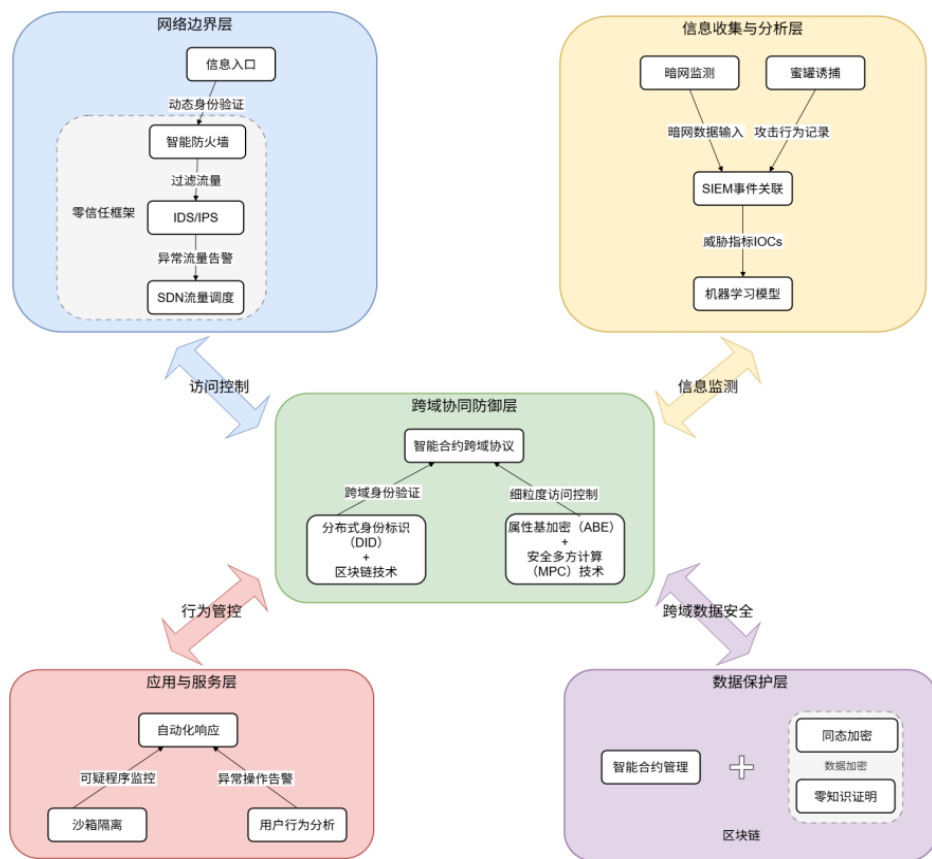 网络边界层
信息入口
动态身份验证
智能防火墙
过滤流量
零信任框架
IDS/IPS
异常流量告警
SDN流量调度
信息收集与分析层
暗网监测
蜜罐诱捕
暗网数据输入
攻击行为记录
SIEM事件关联
威胁指标IOCs
机器学习模型
访问控制
信息监测
跨域协同防御层
智能合约跨域协议
跨域身份验证
细粒度访问控制
分布式身份标识
（DID）
+
区块链技术
属性基加密（ABE）
+
安全多方计算
（MPC）技术
行为管控
跨域数据安全
应用与服务层
自动化响应
可疑程序监控
异常操作告警
沙箱隔离
用户行为分析
数据保护层
智能合约管理
同态加密
数据加密
零知识证明
区块链